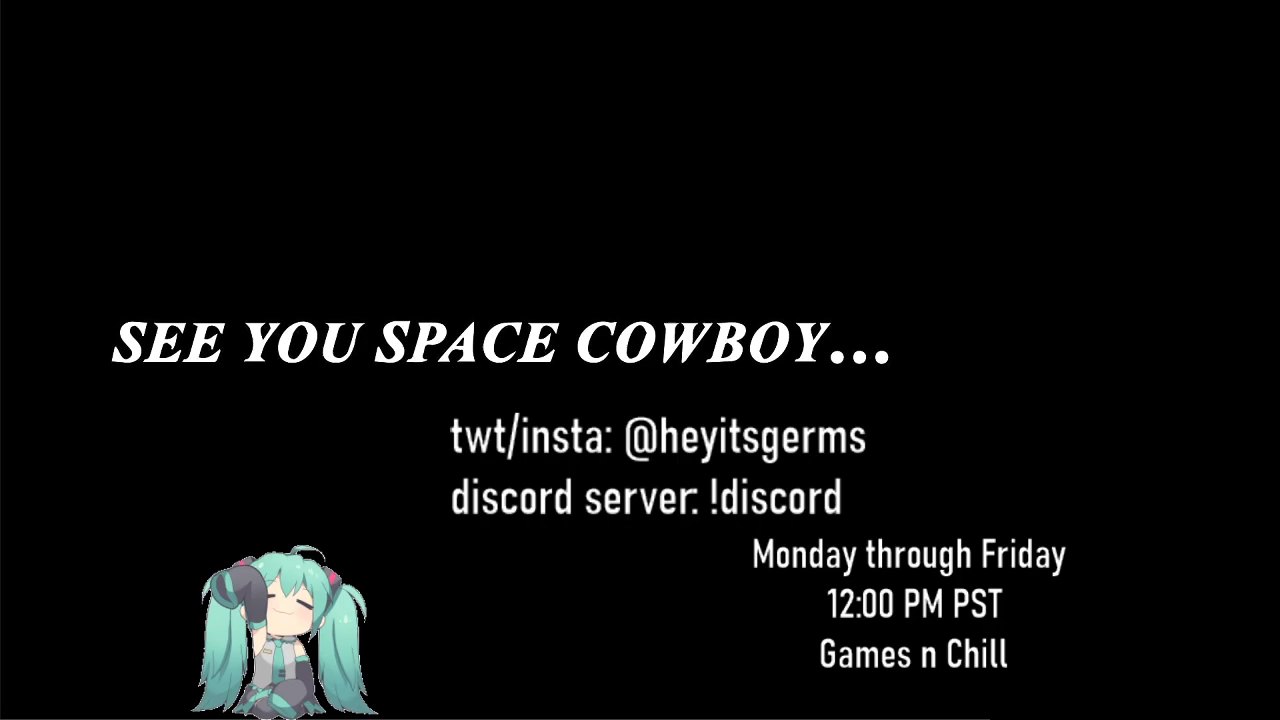 SEE YOU SPACE COWBOY...
twt/insta: @heyitsgerms
discord server: !discord
Monday through Friday
12:00 PM PST
Games n Chill